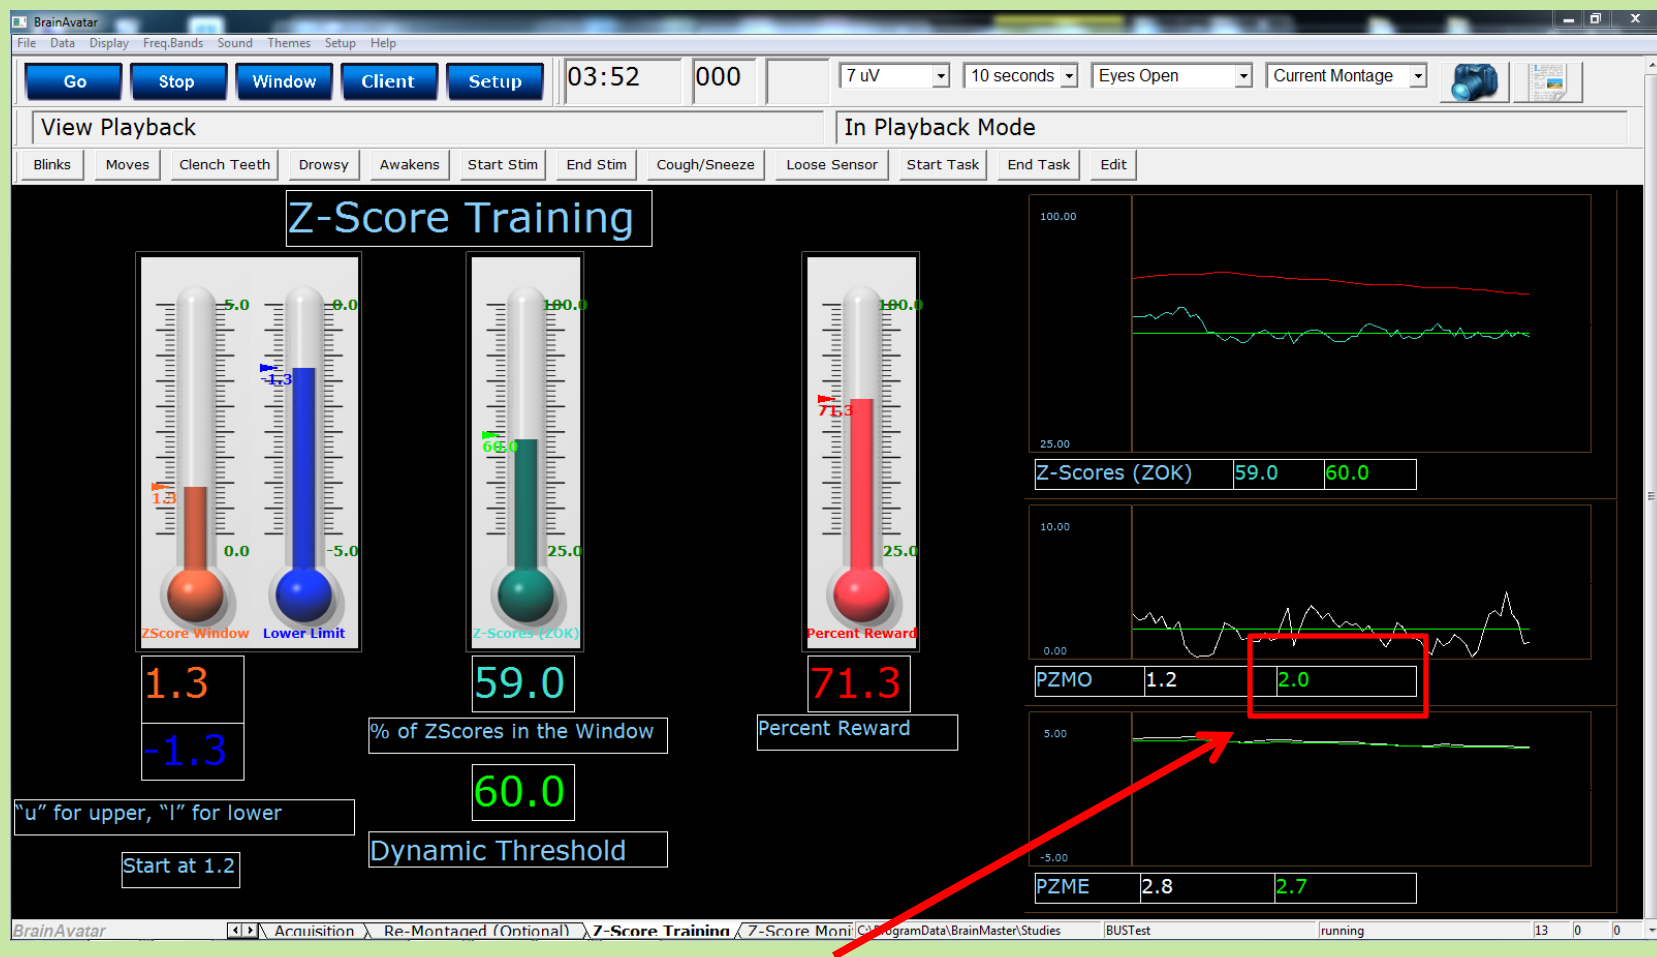 BrainAvatar
File Data Display Freq.Bands Sound Themes Setup Help
Go Stop Window Client Setup 03:52 000 7 uV 10 seconds Eyes Open Current Montage
View Playback In Playback Mode
Blinks Moves Clench Teeth Drowsy Awakens Start Stim End Stim Cough/Sneeze Loose Sensor Start Task End Task Edit
Z-Score Training
5.0 0.0 100.0 100.0
-1.3
71.3
60.0
1.3
0.0 -5.0 25.0 25.0
ZScore Window Lower Limit Z-Scores (ZOK) Percent Reward
1.3 59.0 71.3
-1.3
% of ZScores in the Window
Percent Reward
60.0
"u" for upper, "l" for lower
Dynamic Threshold
Start at 1.2
100.00
25.00
Z-Scores (ZOK) 59.0 60.0
10.00
0.00
PZMO 1.2 2.0
5.00
-5.00
PZME 2.8 2.7
BrainAvatar Acquisition Re-Montaged (Optional) Z-Score Training Z-Score Moni C:\ProgramData\BrainMaster\Studies BUSTest running 13 0 0